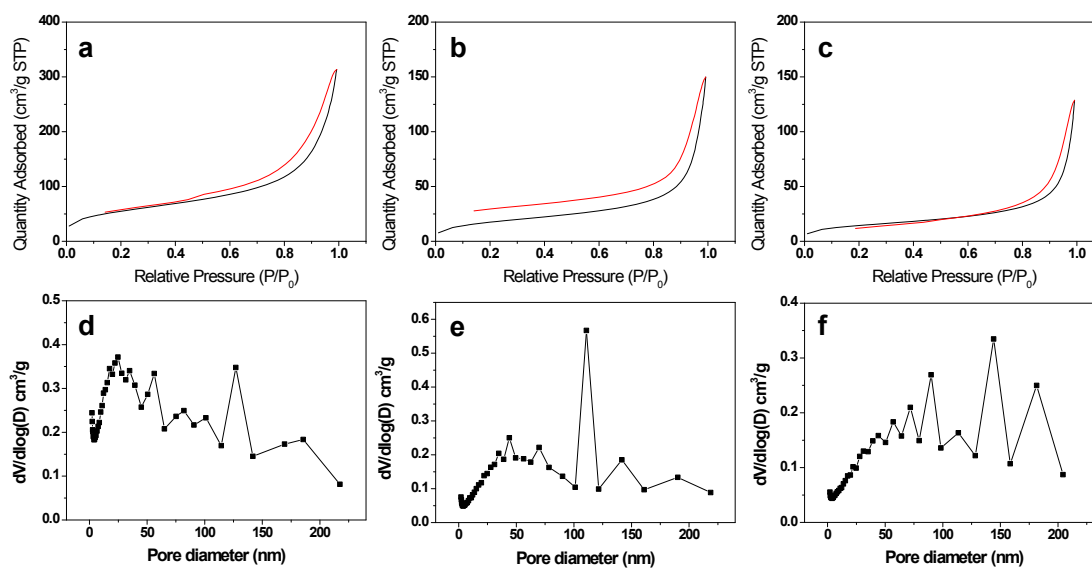 a
400
300
200
100
0
0.0 0.2 0.4 0.6 0.8 1.0
Quantity Adsorbed (cm³/g STP)
Relative Pressure (P/P₀)
b
200
150
100
50
0
0.0 0.2 0.4 0.6 0.8 1.0
Quantity Adsorbed (cm³/g STP)
Relative Pressure (P/P₀)
c
200
150
100
50
0
0.0 0.2 0.4 0.6 0.8 1.0
Quantity Adsorbed (cm³/g STP)
Relative Pressure (P/P₀)
d
0.5
0.4
0.3
0.2
0.1
0.0
0 50 100 150 200
dV/dlog(D) cm³/g
Pore diameter (nm)
e
0.6
0.5
0.4
0.3
0.2
0.1
0.0
0 50 100 150 200
dV/dlog(D) cm³/g
Pore diameter (nm)
f
0.4
0.3
0.2
0.1
0.0
0 50 100 150 200
dV/dlog(D) cm³/g
Pore diameter (nm)